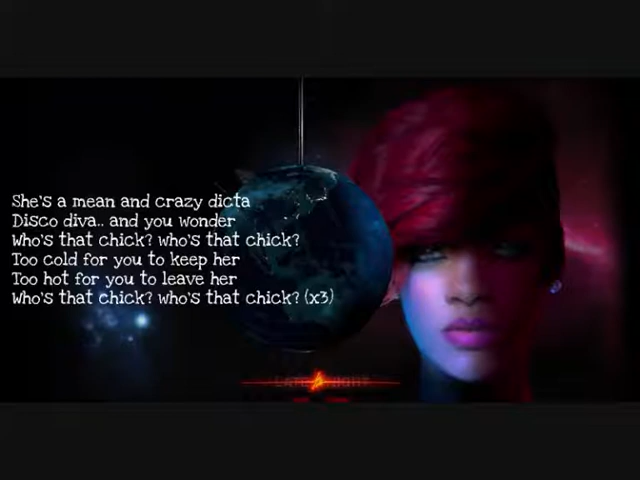 She's a mean and crazy dicta
Disco diva.. and you wonder
Who's that chick? who's that chick?
Too cold for you to keep her
Too hot for you to leave her
Who's that chick? who's that chick? (x3)